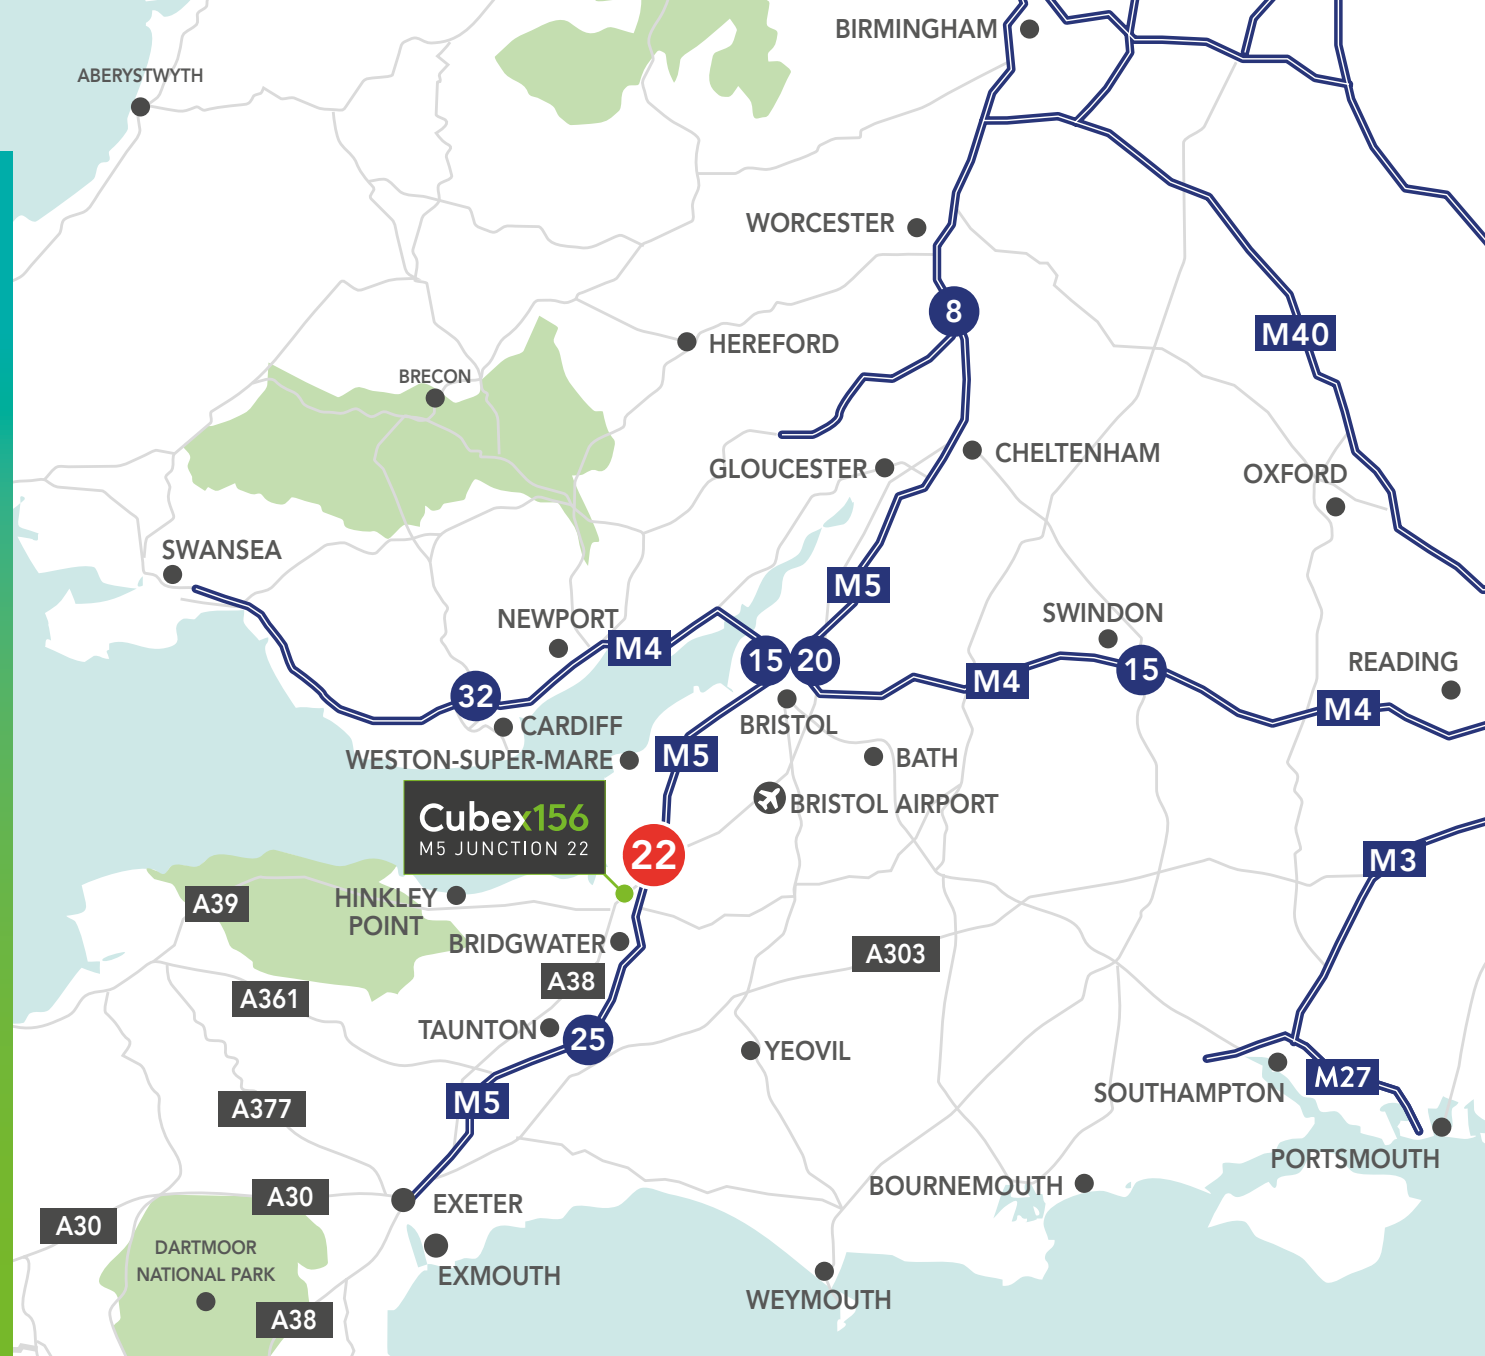 BIRMINGHAM
ABERYSTWYTH
WORCESTER
8
M40
HEREFORD
BRECON
CHELTENHAM
GLOUCESTER
OXFORD
SWANSEA
M5
NEWPORT
SWINDON
M4
15
20
READING
15
M4
32
M4
CARDIFF
BRISTOL
WESTON-SUPER-MARE
M5
BATH
BRISTOL AIRPORT
Cubex156
M5 JUNCTION 22
22
M3
A39
HINKLEY
POINT
BRIDGWATER
A303
A38
A361
TAUNTON
25
YEOVIL
M27
SOUTHAMPTON
M5
A377
PORTSMOUTH
BOURNEMOUTH
A30
EXETER
A30
DARTMOOR
NATIONAL PARK
EXMOUTH
WEYMOUTH
A38